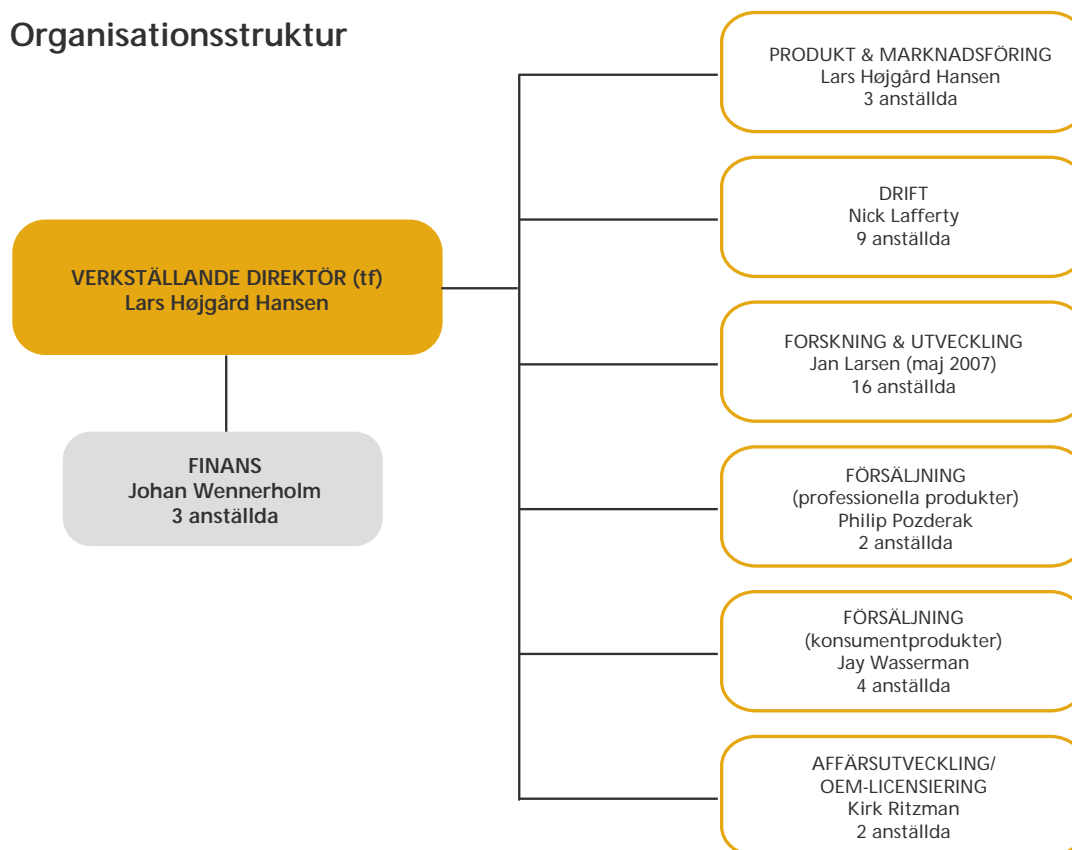 Organisationsstruktur
VERKSTÄLLANDE DIREKTÖR (tf)
Lars Højgård Hansen
FINANS
Johan Wennerholm
3 anställda
PRODUKT & MARKNADSFÖRING
Lars Højgård Hansen
3 anställda
DRIFT
Nick Lafferty
9 anställda
FORSKNING & UTVECKLING
Jan Larsen (maj 2007)
16 anställda
FÖRSÄLJNING
(professionella produkter)
Philip Pozderak
2 anställda
FÖRSÄLJNING
(konsumentprodukter)
Jay Wasserman
4 anställda
AFFÄRSUTVECKLING/
OEM-LICENSIERING
Kirk Ritzman
2 anställda